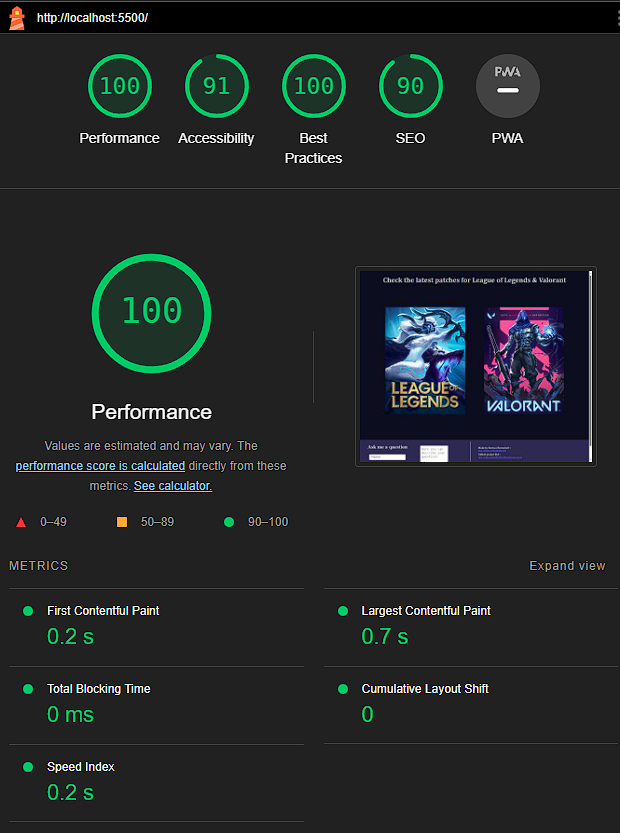 http://localhost:5500/
100
91
100
90
PWA
Performance
Accessibility
Best
Practices
SEO
PWA
100
Performance
Values are estimated and may vary. The
performance score is calculated directly from these
metrics. See calculator.
0–49
50–89
90–100
Check the latest patches for League of Legends & Valorant
LEAGUE OF
LEGENDS
VALORANT
Ask me a question
METRICS
Expand view
First Contentful Paint
0.2 s
Largest Contentful Paint
0.7 s
Total Blocking Time
0 ms
Cumulative Layout Shift
0
Speed Index
0.2 s